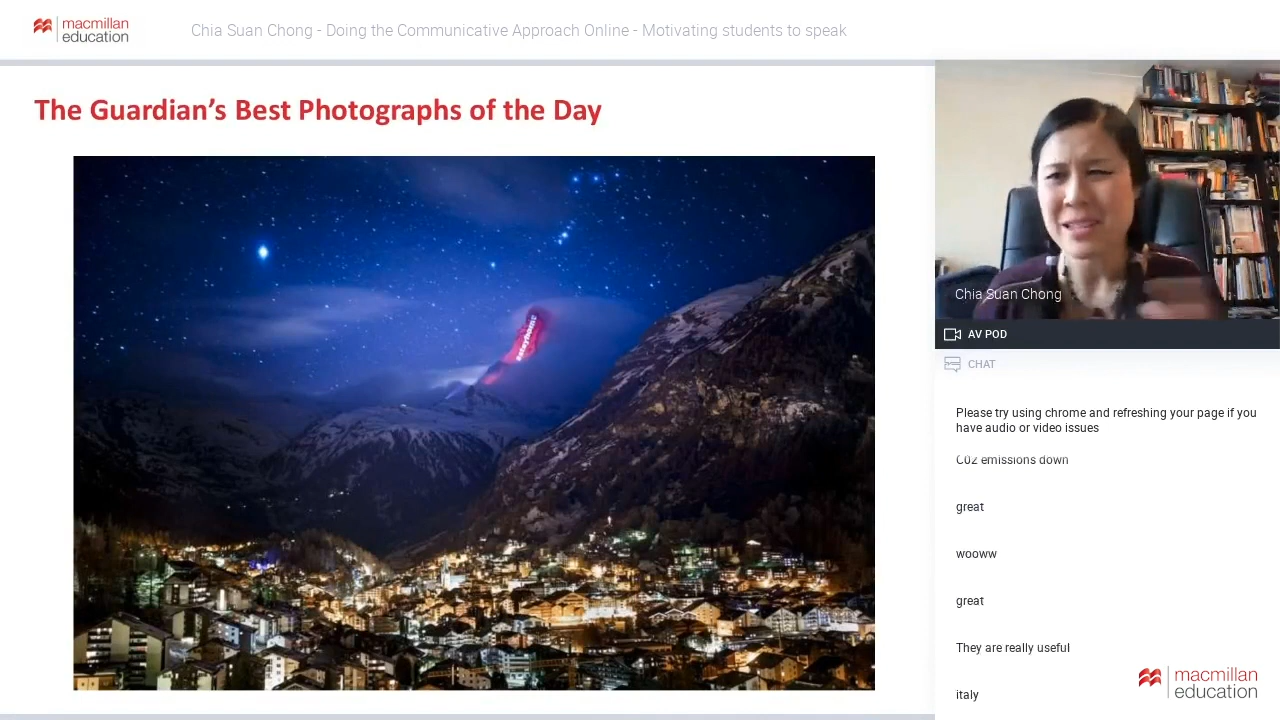 macmillan
education
Chia Suan Chong - Doing the Communicative Approach Online - Motivating students to speak
The Guardian's Best Photographs of the Day
#stayhome
Chia Suan Chong
AV POD
CHAT
Please try using chrome and refreshing your page if you
have audio or video issues
C02 emissions down
great
wooww
great
They are really useful
italy
macmillan
education